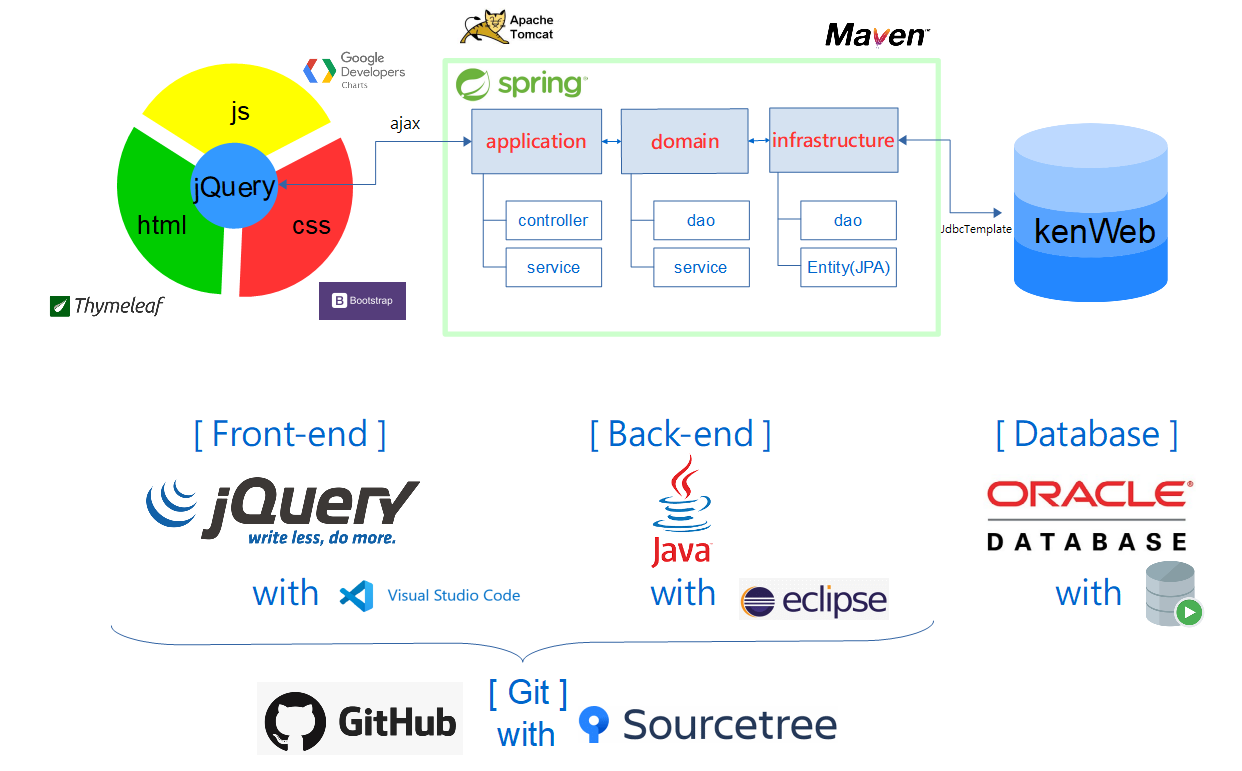 Apache
Tomcat
Maven™
Google
Developers
Charts
spring
js
ajax
application
domain
infrastructure
jQuery
html
css
controller
dao
dao
JdbcTemplate
kenWeb
service
service
Entity(JPA)
Thymeleaf
B Bootstrap
[ Front-end ]
[ Back-end ]
[ Database ]
jQuery
write less, do more.
Java
ORACLE®
DATABASE
with
Visual Studio Code
with
eclipse
with
GitHub
[ Git ]
with
Sourcetree